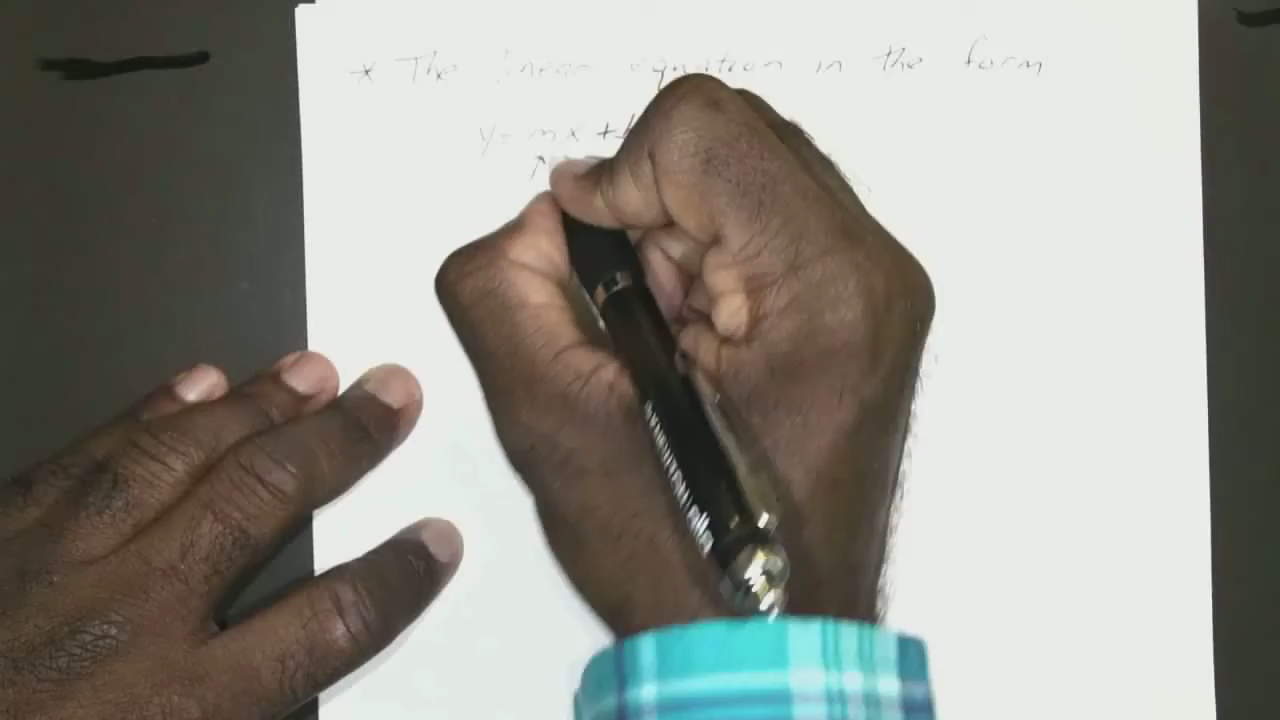 * The linear equation in the form
y = mx +